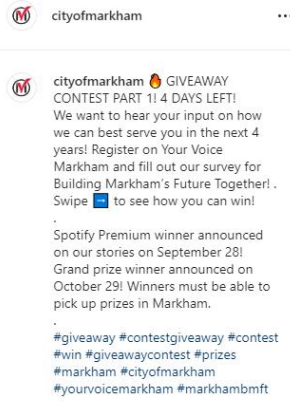 cityofmarkham
cityofmarkham 🔥 GIVEAWAY
CONTEST PART 1! 4 DAYS LEFT!
We want to hear your input on how
we can best serve you in the next 4
years! Register on Your Voice
Markham and fill out our survey for
Building Markham's Future Together! .
Swipe ➡️ to see how you can win!
.
Spotify Premium winner announced
on our stories on September 28!
Grand prize winner announced on
October 29! Winners must be able to
pick up prizes in Markham.
.
#giveaway #contestgiveaway #contest
#win #giveawaycontest #prizes
#markham #cityofmarkham
#yourvoicemarkham #markhambmft